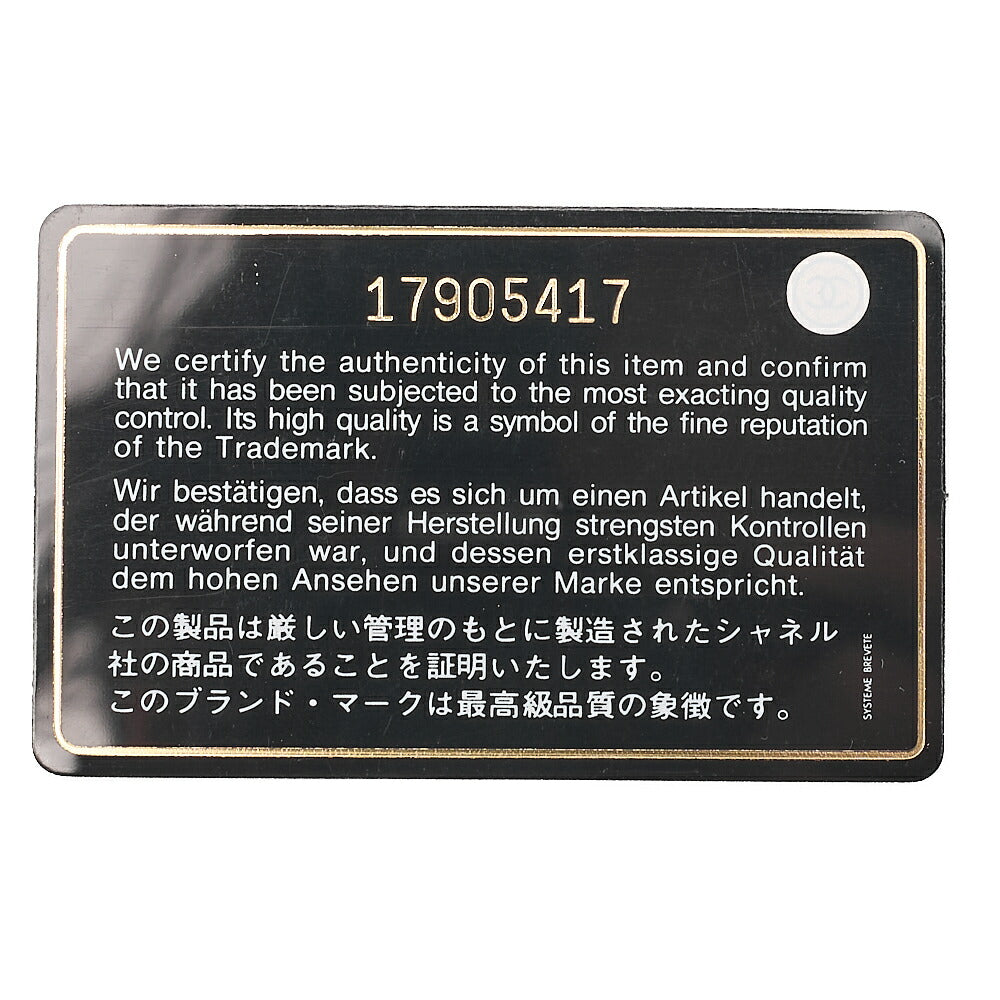 17905417
We certify the authenticity of this item and confirm
that it has been subjected to the most exacting quality
control. Its high quality is a symbol of the fine reputation
of the Trademark.
Wir bestätigen, dass es sich um einen Artikel handelt,
der während seiner Herstellung strengsten Kontrollen
unterworfen war, und dessen erstklassige Qualität
dem hohen Ansehen unserer Marke entspricht.
この製品は厳しい管理のもとに製造されたシャネル
社の商品であることを証明いたします。
このブランド・マークは最高級品質の象徴です。
SYSTEME BREVETE